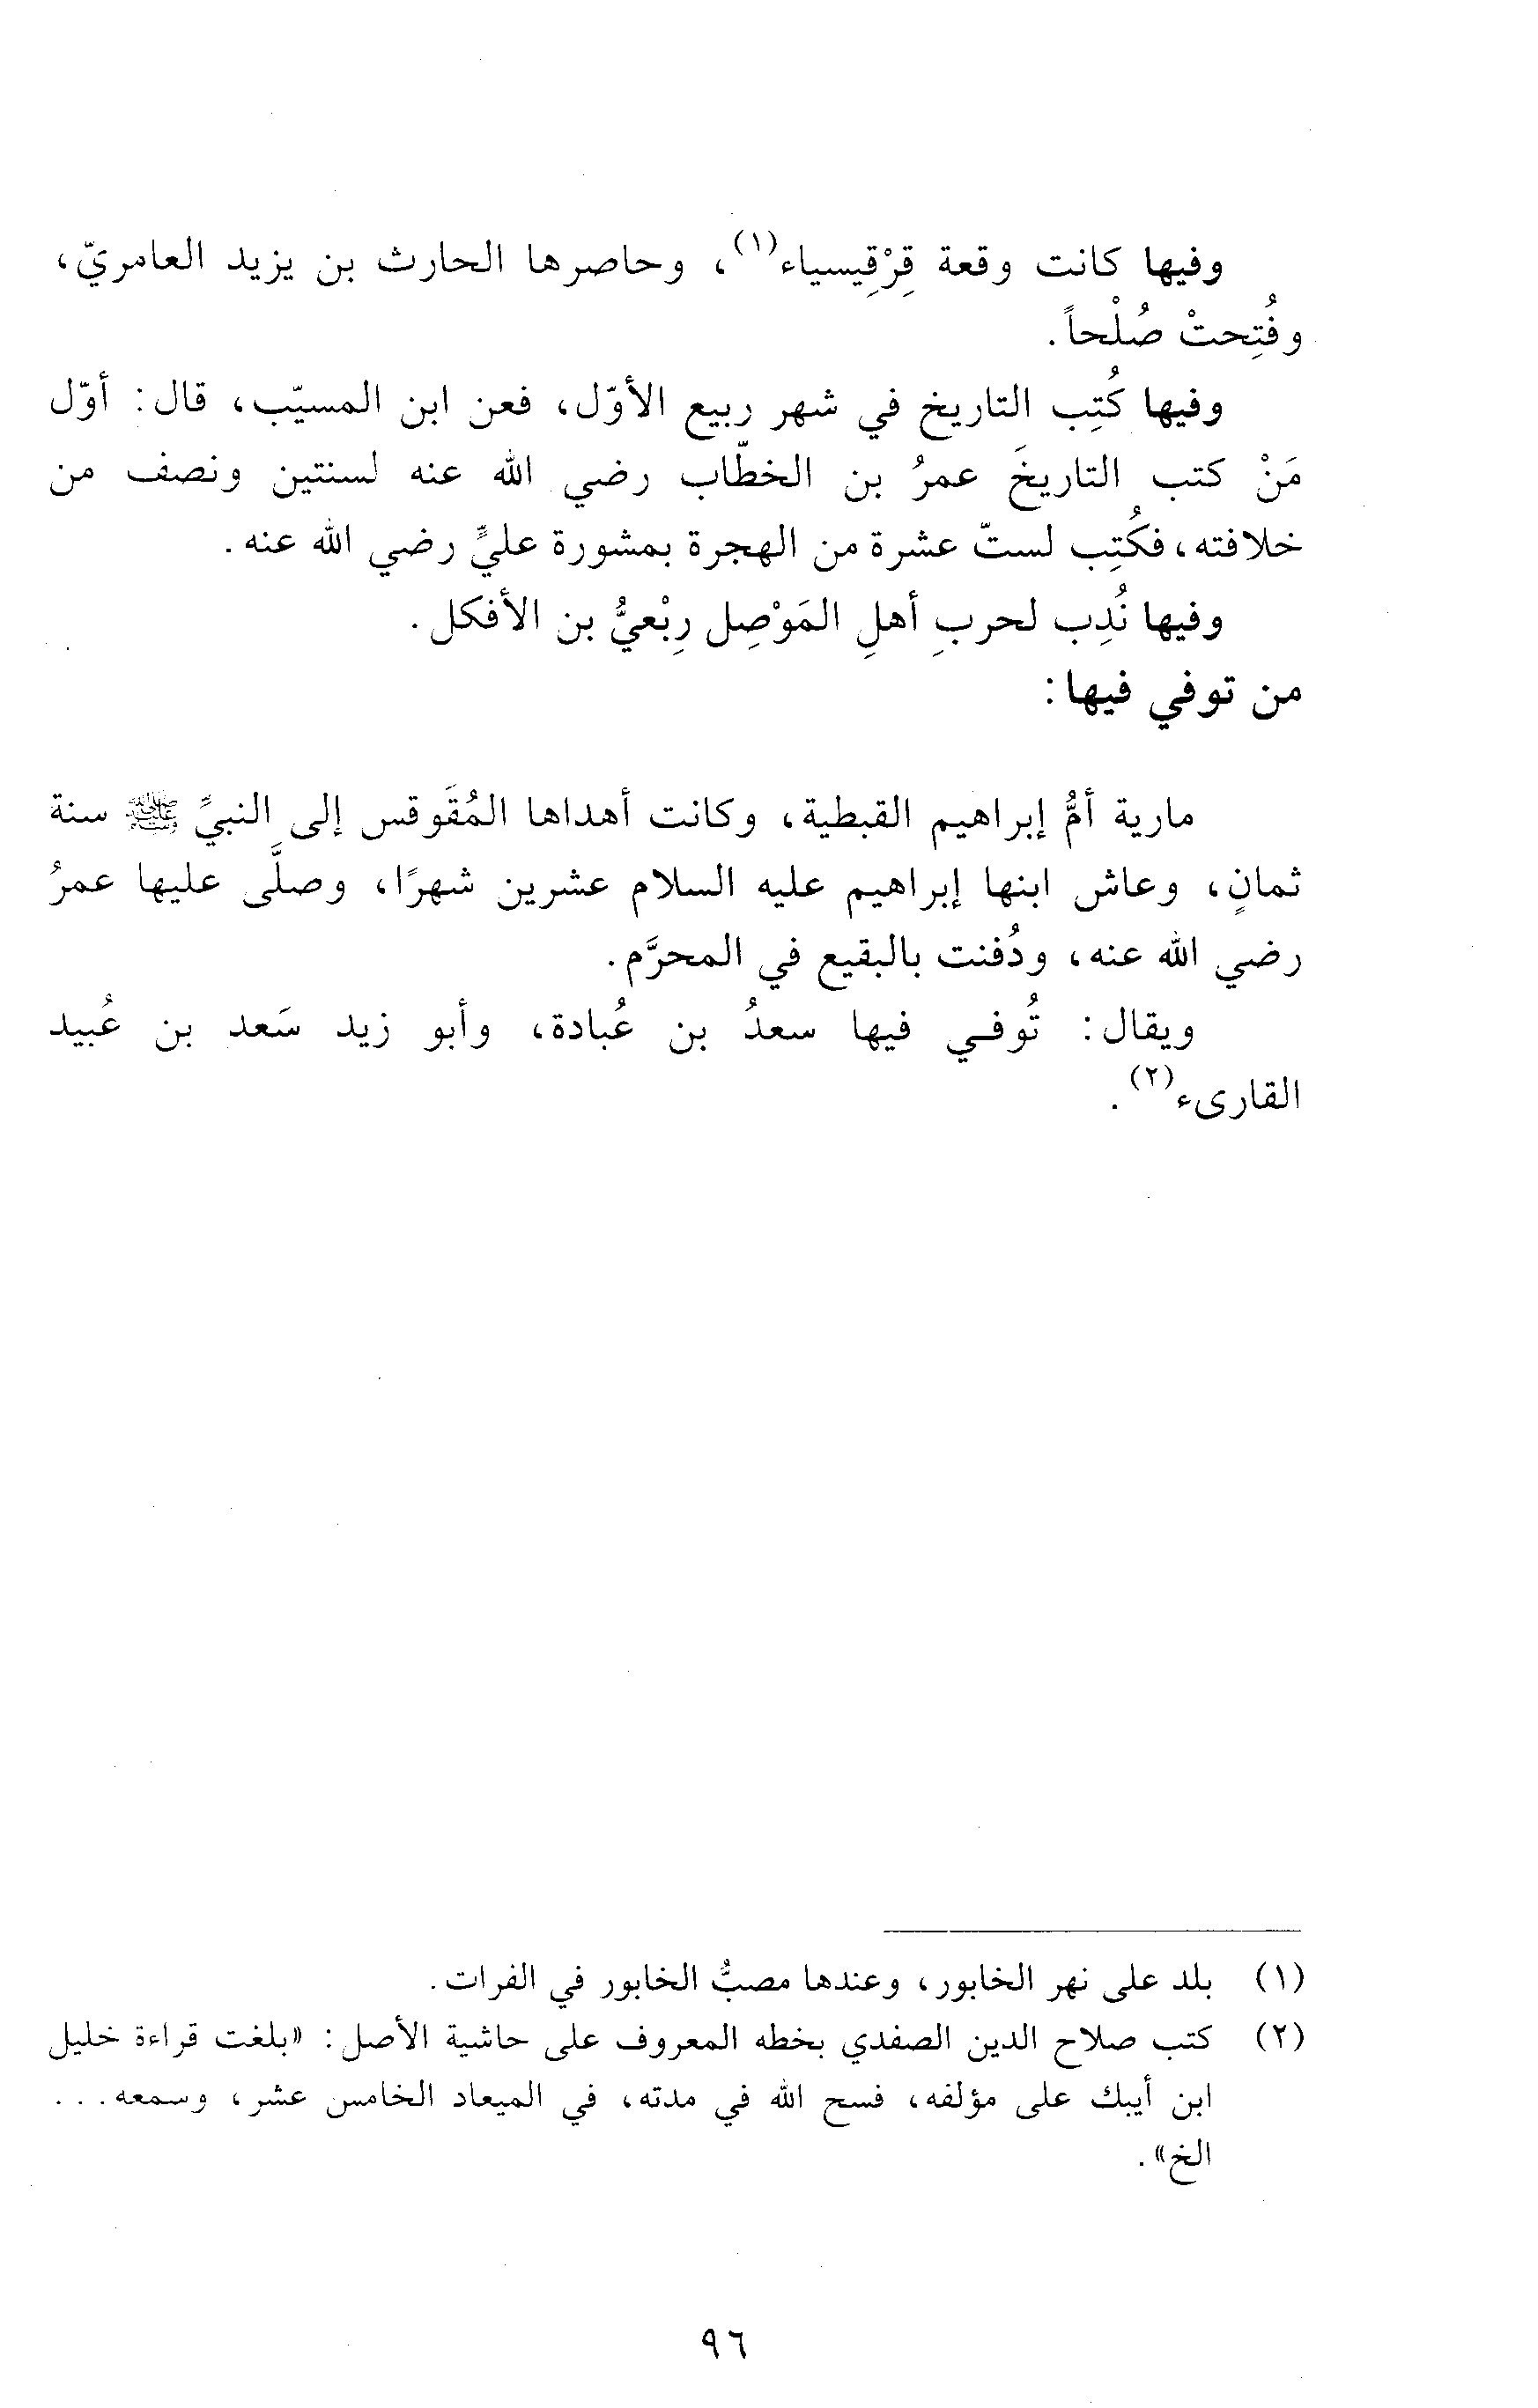 وفيها كانت وقعة قِرْقِيسياء(١)، وحاصرها الحارث بن يزيد العامريّ،
وفُتِحتْ صُلْحاً.
وفيها كُتِب التاريخ في شهر ربيع الأوّل، فعن ابن المسيّب، قال: أوّل
مَنْ كتب التاريخَ عمرُ بن الخطّاب رضي الله عنه لسنتين ونصف من
خلافته، فكُتِب لستّ عشرة من الهجرة بمشورة عليٍّ رضي الله عنه.
وفيها نُدِب لحربِ أهلِ المَوْصِل رِبْعيُّ بن الأفكل.
من توفي فيها:
مارية أمُّ إبراهيم القبطية، وكانت أهداها المُقَوقس إلى النبيِّ ﷺ سنة
ثمانٍ، وعاش ابنها إبراهيم عليه السلام عشرين شهرًا، وصلَّى عليها عمرُ
رضي الله عنه، ودُفنت بالبقيع في المحرَّم.
ويقال: تُوفي فيها سعدُ بن عُبادة، وأبو زيد سَعد بن عُبيد
القارىء(٢).
(١) بلد على نهر الخابور، وعندها مصبُّ الخابور في الفرات.
(٢) كتب صلاح الدين الصفدي بخطه المعروف على حاشية الأصل: «بلغت قراءة خليل
ابن أيبك على مؤلفه، فسح الله في مدته، في الميعاد الخامس عشر، وسمعه...
الخ».
٩٦